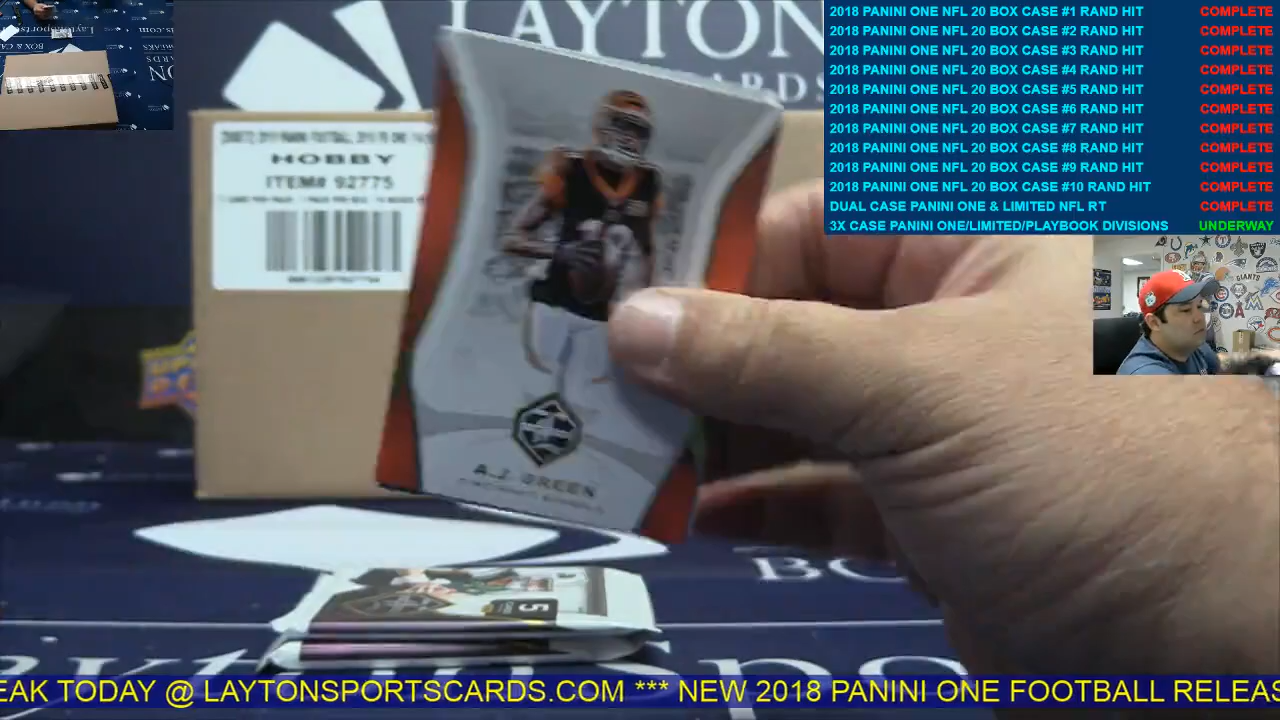 2018 PANINI ONE NFL 20 BOX CASE #1 RAND HIT COMPLETE
2018 PANINI ONE NFL 20 BOX CASE #2 RAND HIT COMPLETE
2018 PANINI ONE NFL 20 BOX CASE #3 RAND HIT COMPLETE
2018 PANINI ONE NFL 20 BOX CASE #4 RAND HIT COMPLETE
2018 PANINI ONE NFL 20 BOX CASE #5 RAND HIT COMPLETE
2018 PANINI ONE NFL 20 BOX CASE #6 RAND HIT COMPLETE
2018 PANINI ONE NFL 20 BOX CASE #7 RAND HIT COMPLETE
2018 PANINI ONE NFL 20 BOX CASE #8 RAND HIT COMPLETE
2018 PANINI ONE NFL 20 BOX CASE #9 RAND HIT COMPLETE
2018 PANINI ONE NFL 20 BOX CASE #10 RAND HIT COMPLETE
DUAL CASE PANINI ONE & LIMITED NFL RT COMPLETE
3X CASE PANINI ONE/LIMITED/PLAYBOOK DIVISIONS UNDERWAY
LAYTON
HOBBY
ITEM# 92775
GIANTS
A.J. GREEN
5
EAK TODAY @ LAYTONSPORTSCARDS.COM *** NEW 2018 PANINI ONE FOOTBALL RELEAS